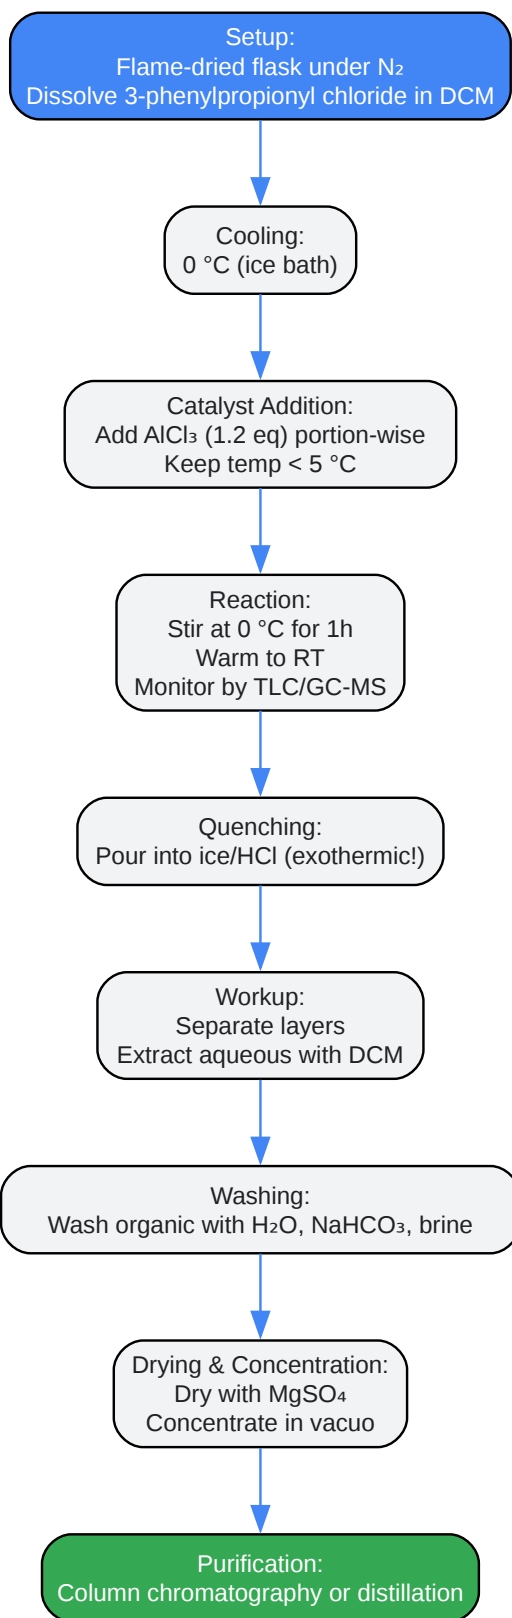 Setup:
Flame-dried flask under N₂
Dissolve 3-phenylpropionyl chloride in DCM
Cooling:
0 °C (ice bath)
Catalyst Addition:
Add AlCl₃ (1.2 eq) portion-wise
Keep temp < 5 °C
Reaction:
Stir at 0 °C for 1h
Warm to RT
Monitor by TLC/GC-MS
Quenching:
Pour into ice/HCl (exothermic!)
Workup:
Separate layers
Extract aqueous with DCM
Washing:
Wash organic with H₂O, NaHCO₃, brine
Drying & Concentration:
Dry with MgSO₄
Concentrate in vacuo
Purification:
Column chromatography or distillation